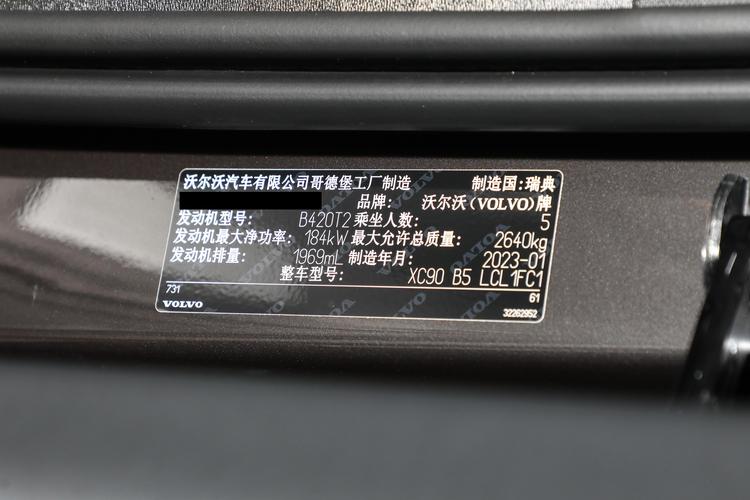 沃尔沃汽车有限公司哥德堡工厂制造 制造国:瑞典
品牌: 沃尔沃(VOLVO)牌
发动机型号: B420T2 乘坐人数: 5
发动机最大净功率: 184kW 最大允许总质量: 2640kg
发动机排量: 1969mL 制造年月: 2023-01
整车型号: XC90 B5 LCL1FC1
731 61
VOLVO 32262952